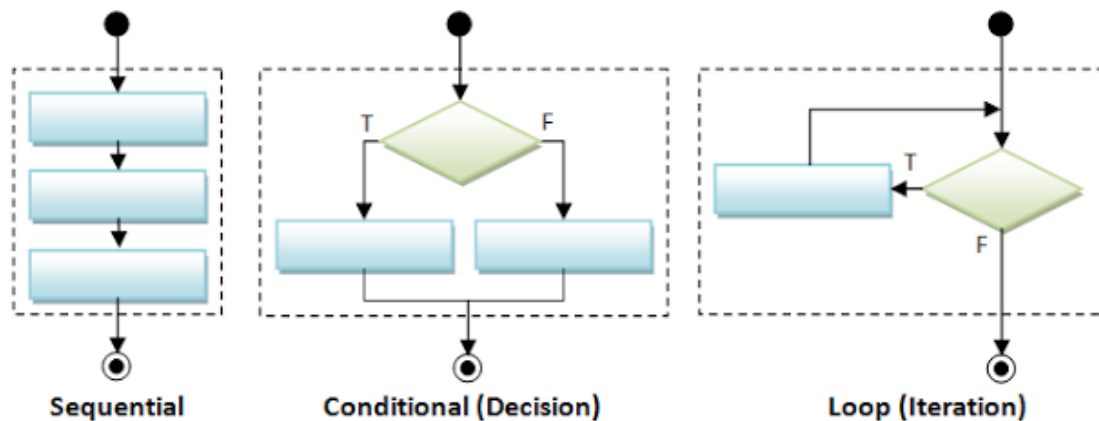 T
F
T
F
Sequential
Conditional (Decision)
Loop (Iteration)